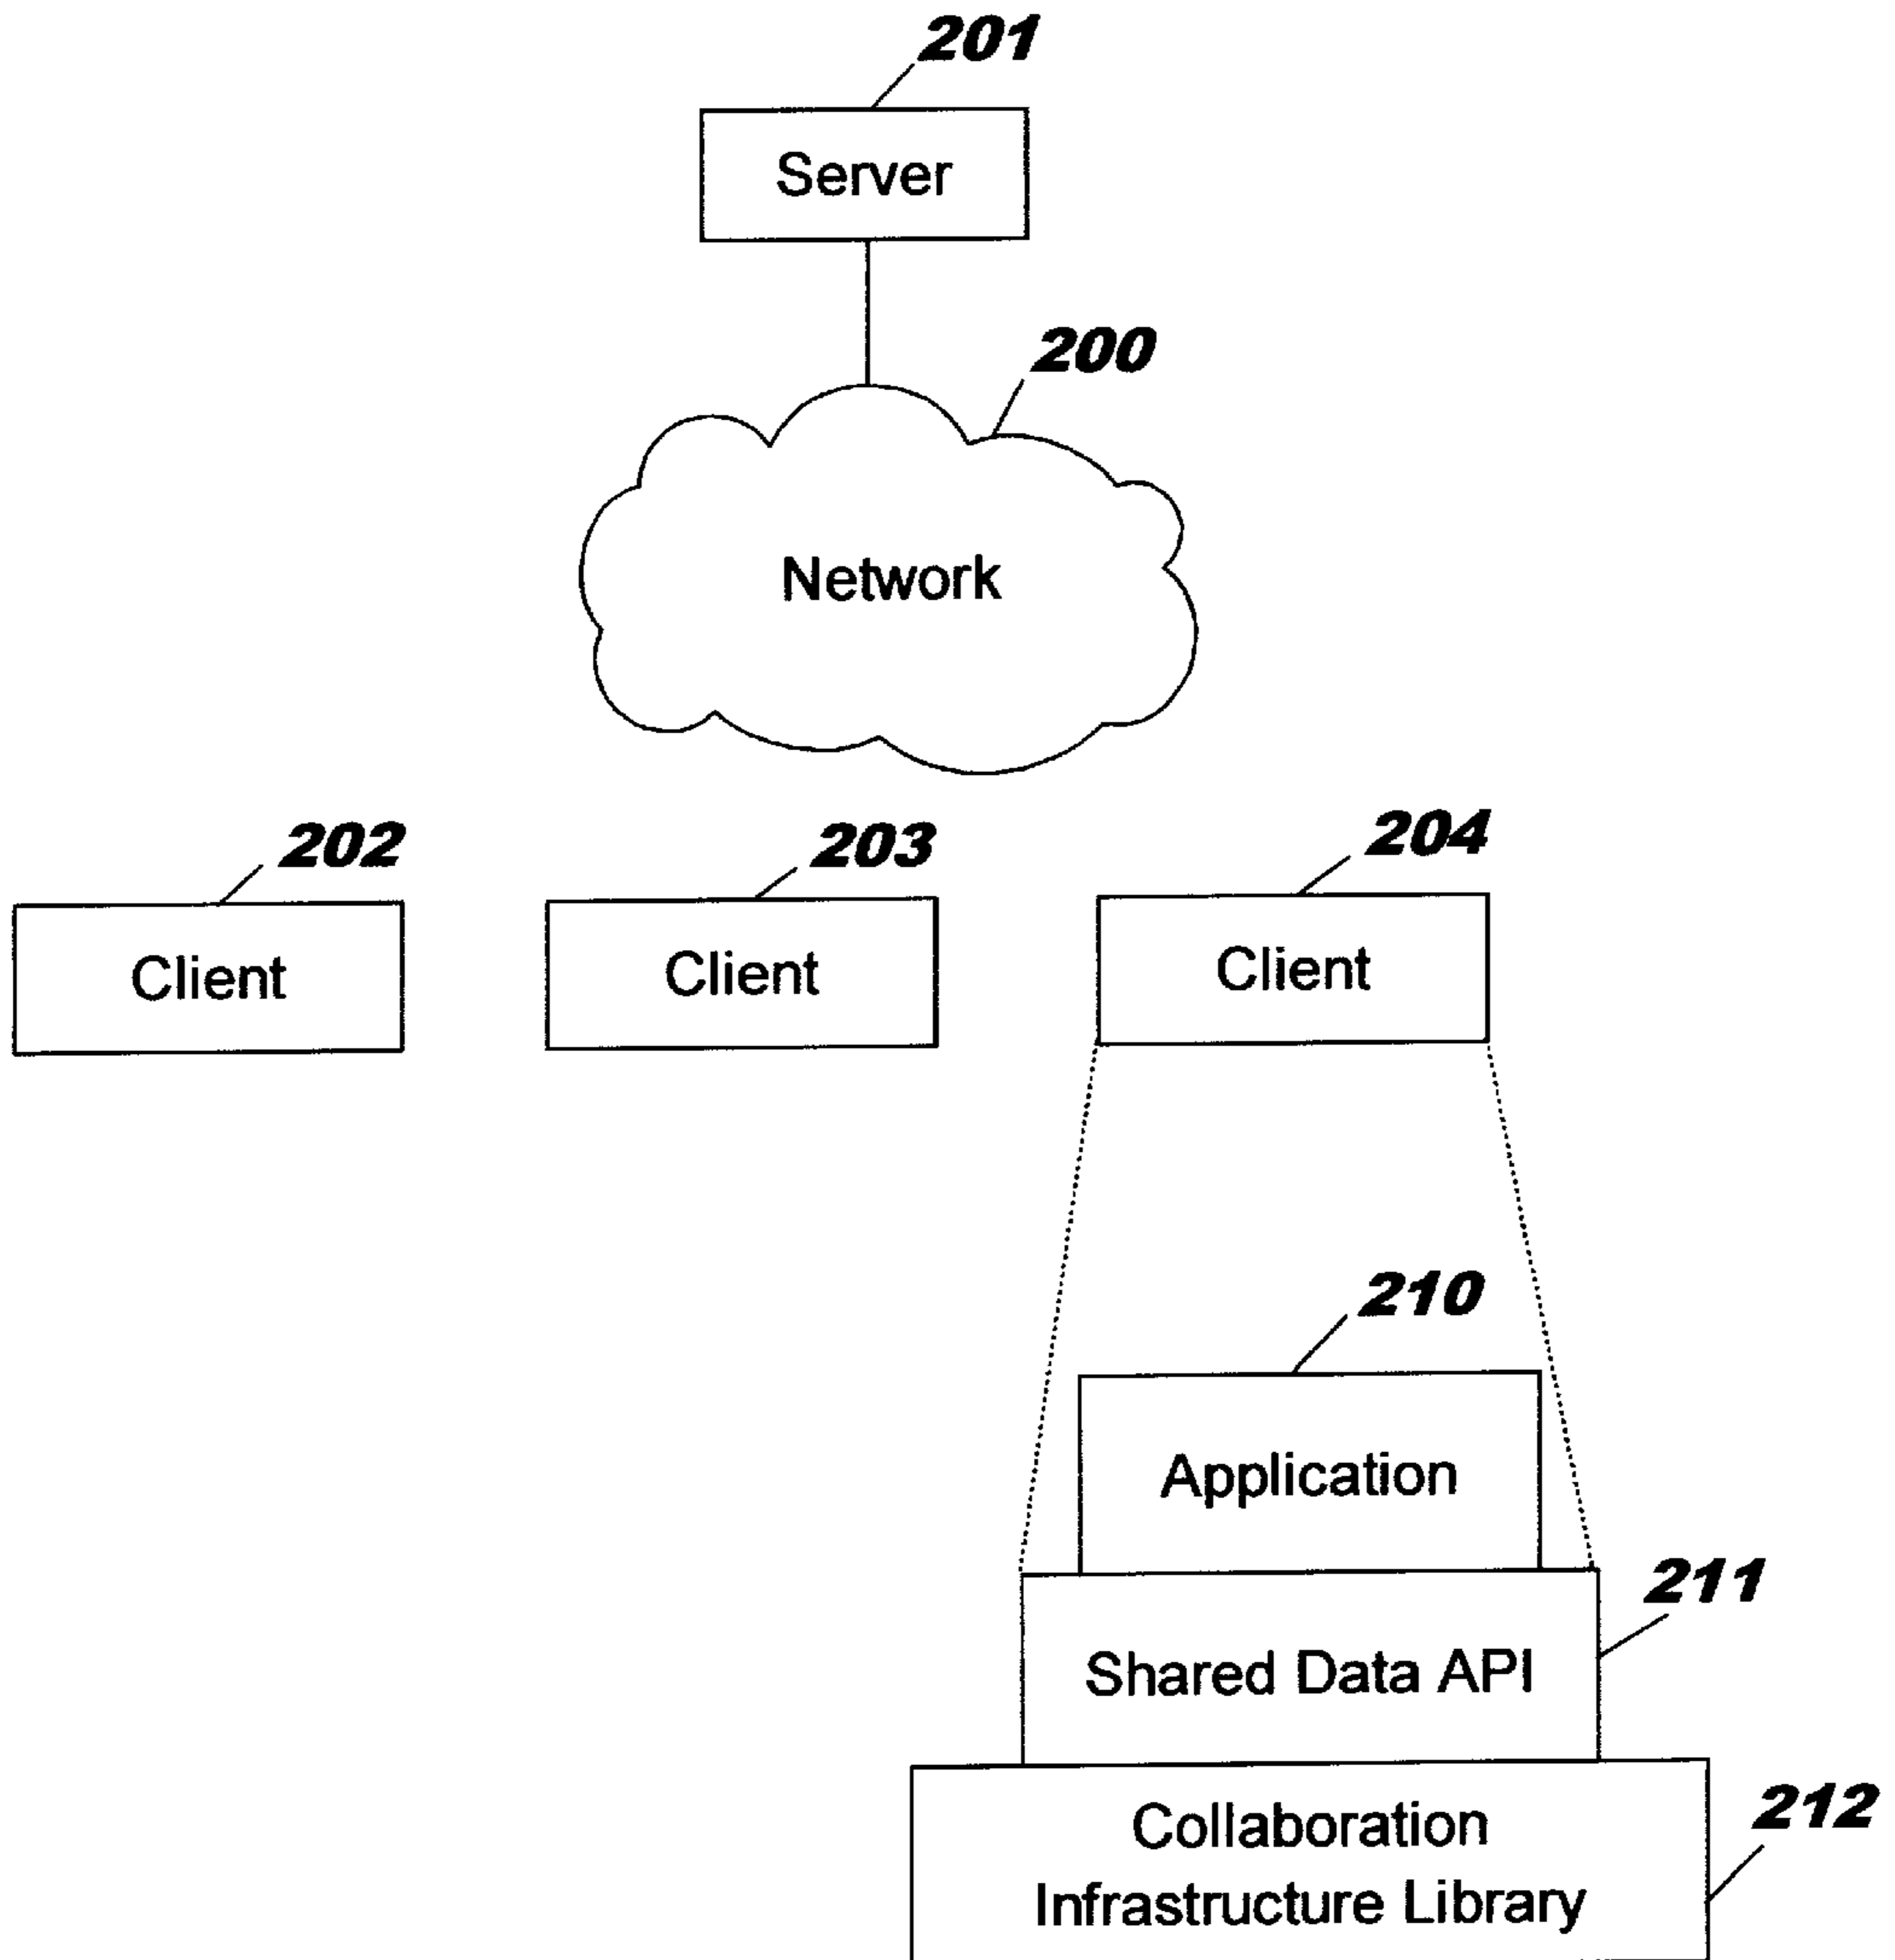 201
Server
200
Network
202
203
204
Client
Client
Client
210
Application
211
Shared Data API
212
Collaboration
Infrastructure Library